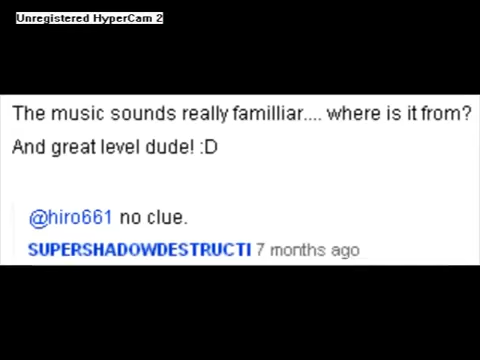 Unregistered HyperCam 2
The music sounds really familliar.... where is it from?
And great level dude! :D
@hiro661 no clue.
SUPERSHADOWDESTRUCTI 7 months ago